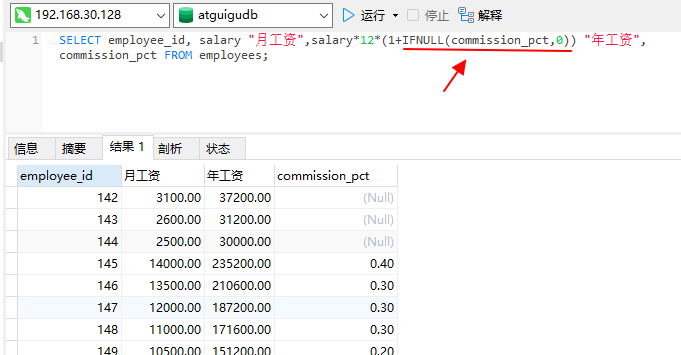 192.168.30.128 atguigudb 运行 停止 解释
1 SELECT employee_id, salary "月工资",salary*12*(1+IFNULL(commission_pct,0)) "年工资",
commission_pct FROM employees;
信息 摘要 结果 1 剖析 状态
employee_id 月工资 年工资 commission_pct
142 3100.00 37200.00 (Null)
143 2600.00 31200.00 (Null)
144 2500.00 30000.00 (Null)
145 14000.00 235200.00 0.40
146 13500.00 210600.00 0.30
147 12000.00 187200.00 0.30
148 11000.00 171600.00 0.30
149 10500.00 151200.00 0.20